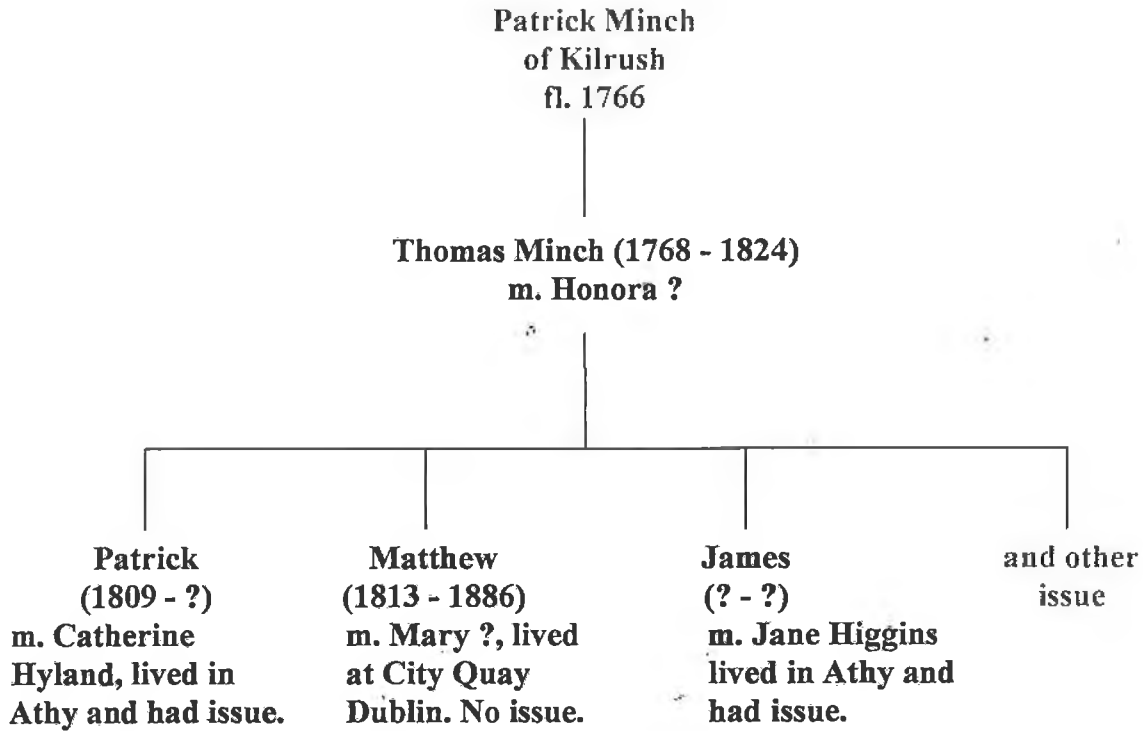 Patrick Minch
of Kilrush
fl. 1766
Thomas Minch (1768 - 1824)
m. Honora ?
Patrick
(1809 - ?)
m. Catherine
Hyland, lived in
Athy and had issue.
Matthew
(1813 - 1886)
m. Mary ?, lived
at City Quay
Dublin. No issue.
James
(? - ?)
m. Jane Higgins
lived in Athy and
had issue.
and other
issue